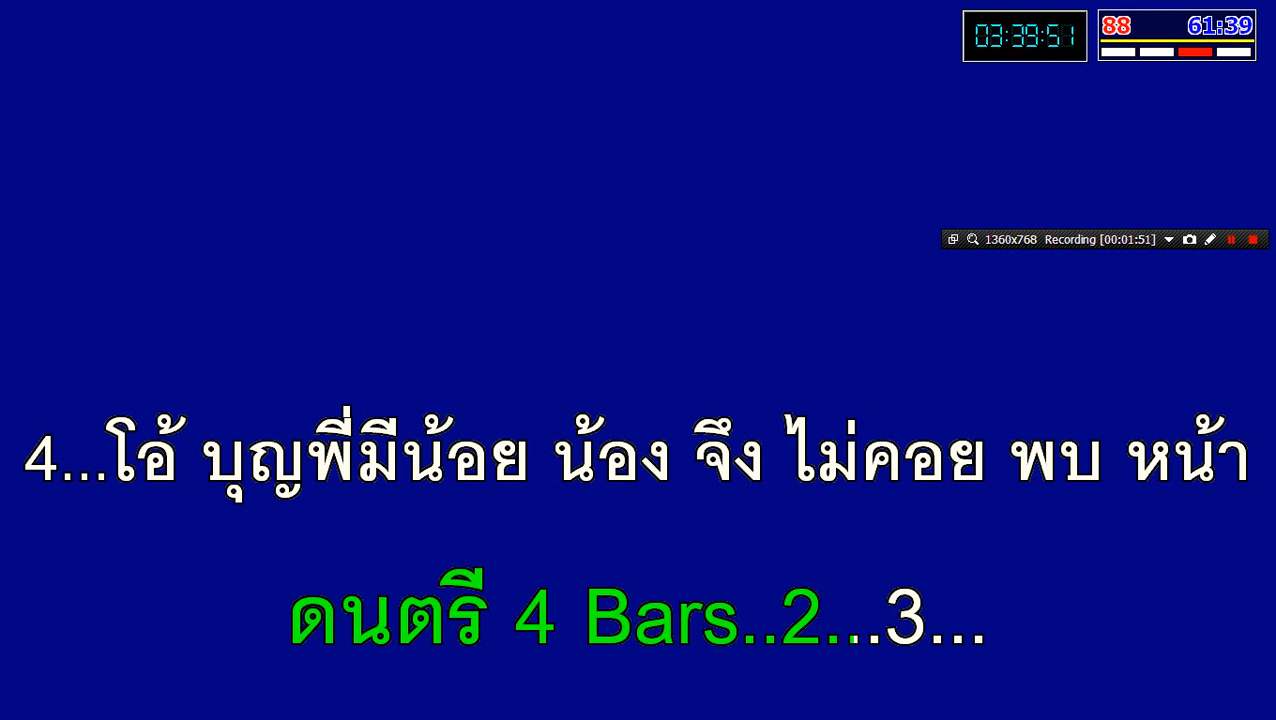 03:39:51
88 61:39
1360x768 Recording [00:01:51]
4...โอ้ บุญพี่มีน้อย น้อง จึง ไม่คอย พบ หน้า
ดนตรี 4 Bars..2...3...